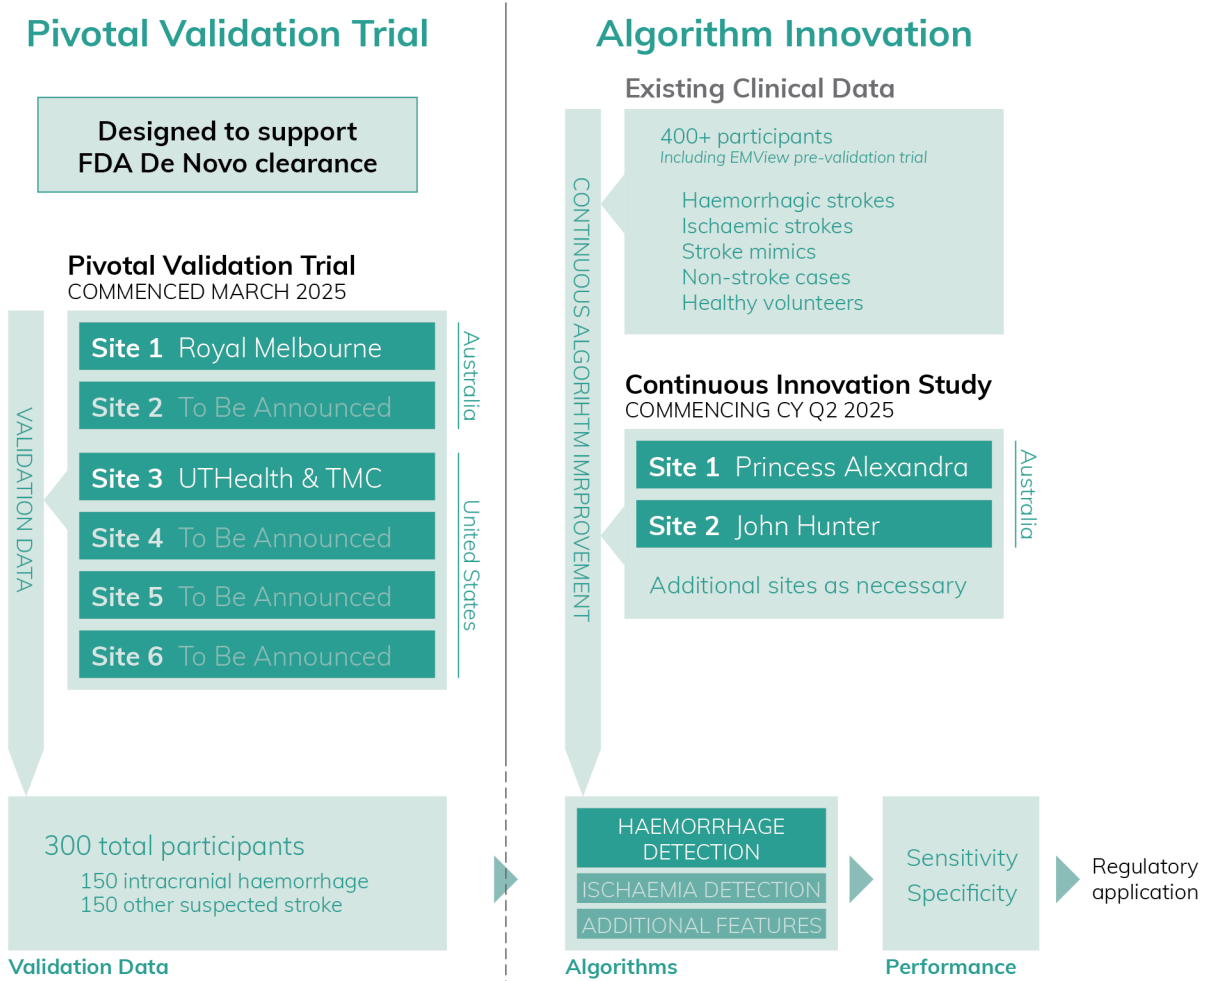 Pivotal Validation Trial
Designed to support
FDA De Novo clearance
Pivotal Validation Trial
COMMENCED MARCH 2025
VALIDATION DATA
Site 1 Royal Melbourne
Site 2 To Be Announced
Australia
Site 3 UTHealth & TMC
Site 4 To Be Announced
Site 5 To Be Announced
Site 6 To Be Announced
United States
300 total participants
150 intracranial haemorrhage
150 other suspected stroke
Validation Data
Algorithm Innovation
Existing Clinical Data
CONTINUOUS ALGORIHTM IMRPROVEMENT
400+ participants
Including EMView pre-validation trial
Haemorrhagic strokes
Ischaemic strokes
Stroke mimics
Non-stroke cases
Healthy volunteers
Continuous Innovation Study
COMMENCING CY Q2 2025
Site 1 Princess Alexandra
Site 2 John Hunter
Australia
Additional sites as necessary
HAEMORRHAGE
DETECTION
ISCHAEMIA DETECTION
ADDITIONAL FEATURES
Algorithms
Sensitivity
Specificity
Performance
Regulatory
application